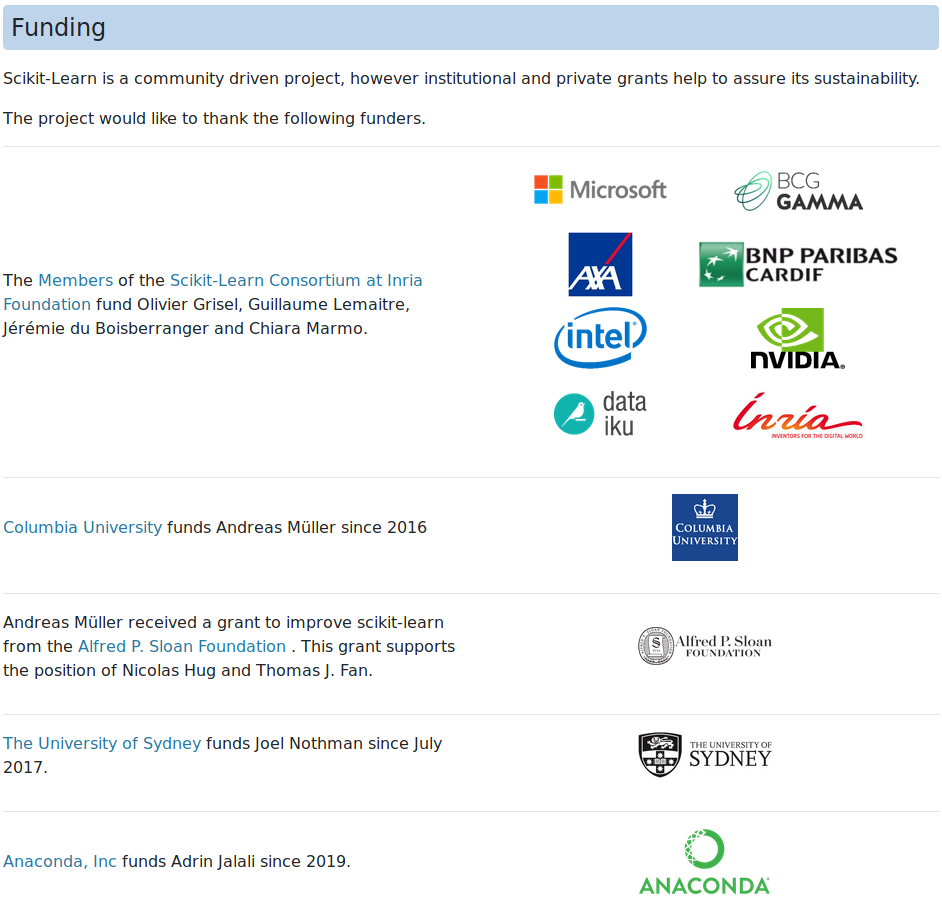 Funding
Scikit-Learn is a community driven project, however institutional and private grants help to assure its sustainability.
The project would like to thank the following funders.
Microsoft
BCG
GAMMA
The Members of the Scikit-Learn Consortium at Inria
Foundation fund Olivier Grisel, Guillaume Lemaitre,
Jérémie du Boisberranger and Chiara Marmo.
AXA
BNP PARIBAS
CARDIF
intel®
NVIDIA®
data
iku
Inria
INVENTORS FOR THE DIGITAL WORLD
Columbia University funds Andreas Müller since 2016
COLUMBIA
UNIVERSITY
Andreas Müller received a grant to improve scikit-learn
from the Alfred P. Sloan Foundation . This grant supports
the position of Nicolas Hug and Thomas J. Fan.
Alfred P. Sloan
FOUNDATION
The University of Sydney funds Joel Nothman since July
2017.
THE UNIVERSITY OF
SYDNEY
Anaconda, Inc funds Adrin Jalali since 2019.
ANACONDA®